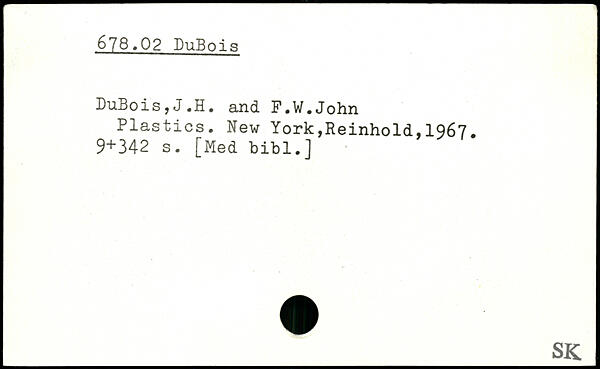 678.02 DuBois
DuBois,J.H. and F.W.John
Plastics. New York,Reinhold,1967.
9+342 s. [Med bibl.]
SK